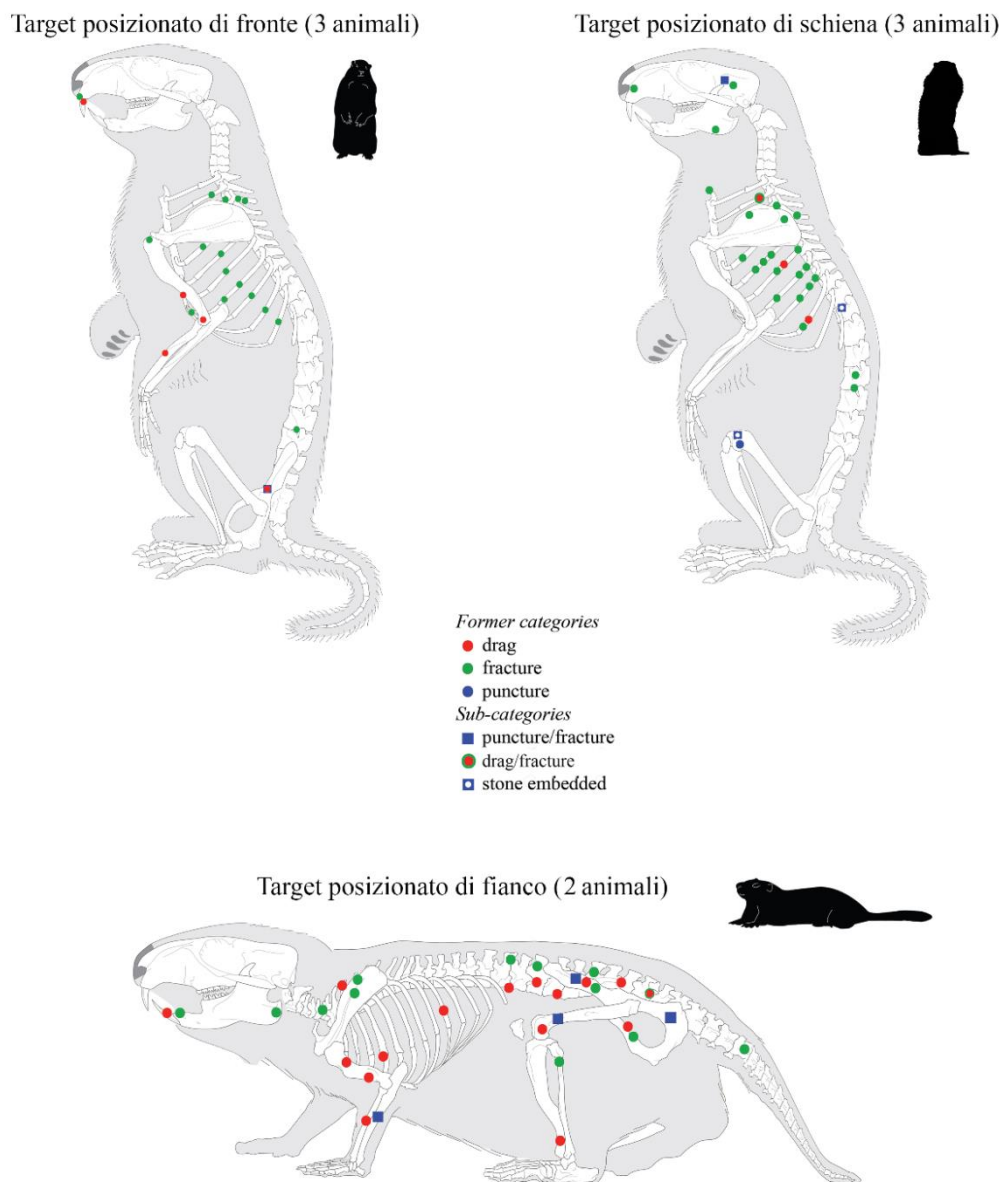 Target posizionato di fronte (3 animali)
Target posizionato di schiena (3 animali)
Former categories
drag
fracture
puncture
Sub-categories
puncture/fracture
drag/fracture
stone embedded
Target posizionato di fianco (2 animali)